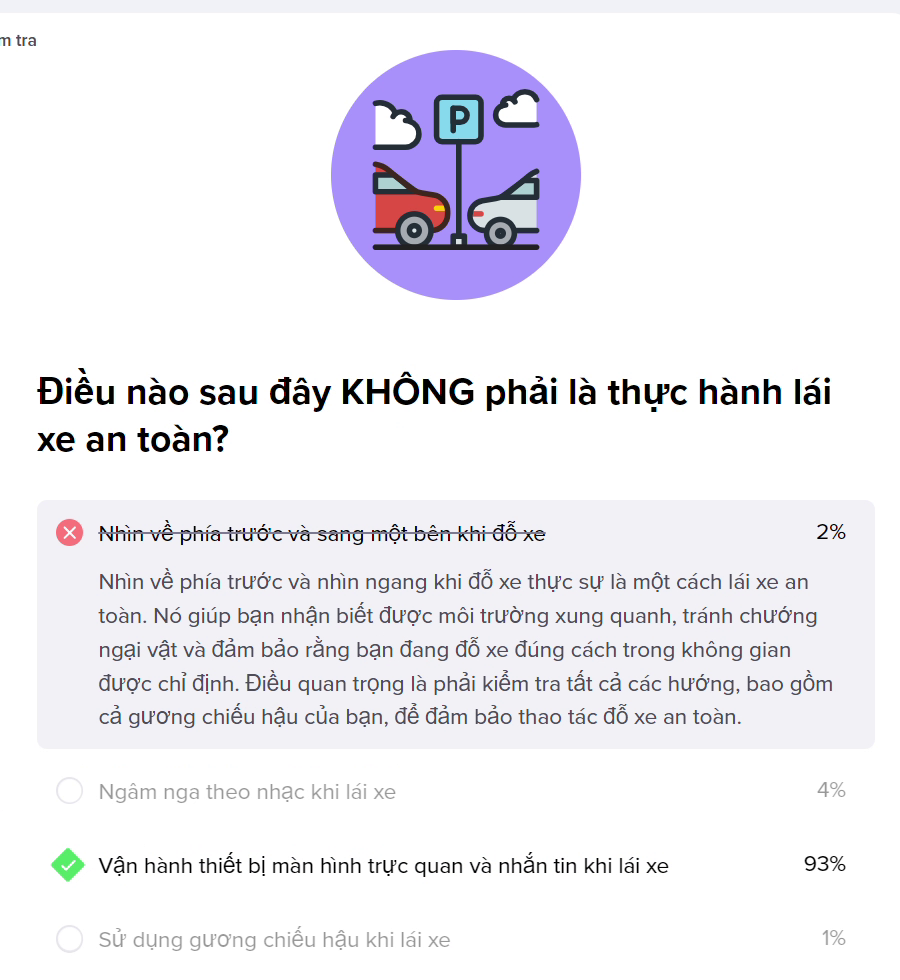 m tra
P
Điều nào sau đây KHÔNG phải là thực hành lái
xe an toàn?
Nhìn về phía trước và sang một bên khi đỗ xe 2%
Nhìn về phía trước và nhìn ngang khi đỗ xe thực sự là một cách lái xe an
toàn. Nó giúp bạn nhận biết được môi trường xung quanh, tránh chướng
ngại vật và đảm bảo rằng bạn đang đỗ xe đúng cách trong không gian
được chỉ định. Điều quan trọng là phải kiểm tra tất cả các hướng, bao gồm
cả gương chiếu hậu của bạn, để đảm bảo thao tác đỗ xe an toàn.
Ngâm nga theo nhạc khi lái xe 4%
Vận hành thiết bị màn hình trực quan và nhắn tin khi lái xe 93%
Sử dụng gương chiếu hậu khi lái xe 1%